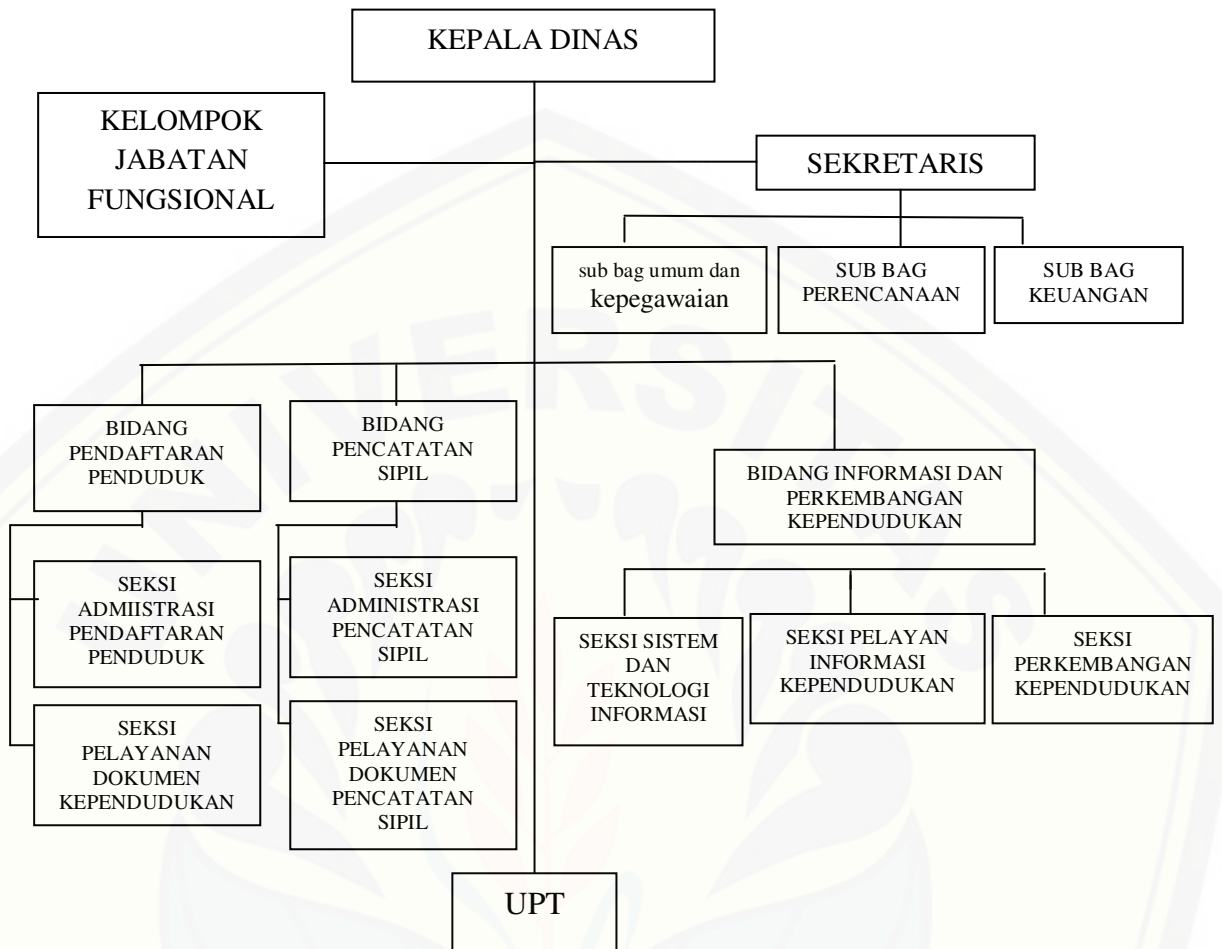 KEPALA DINAS
KELOMPOK
JABATAN
FUNGSIONAL
SEKRETARIS
sub bag umum dan
kepegawaian
SUB BAG
PERENCANAAN
SUB BAG
KEUANGAN
BIDANG
PENDAFTARAN
PENDUDUK
BIDANG
PENCATATAN
SIPIL
BIDANG INFORMASI DAN
PERKEMBANGAN
KEPENDUDUKAN
SEKSI
ADMIISTRASI
PENDAFTARAN
PENDUDUK
SEKSI
ADMINISTRASI
PENCATATAN
SIPIL
SEKSI SISTEM
DAN
TEKNOLOGI
INFORMASI
SEKSI PELAYAN
INFORMASI
KEPENDUDUKAN
SEKSI
PERKEMBANGAN
KEPENDUDUKAN
SEKSI
PELAYANAN
DOKUMEN
KEPENDUDUKAN
SEKSI
PELAYANAN
DOKUMEN
PENCATATAN
SIPIL
UPT
UNIVERSITAS